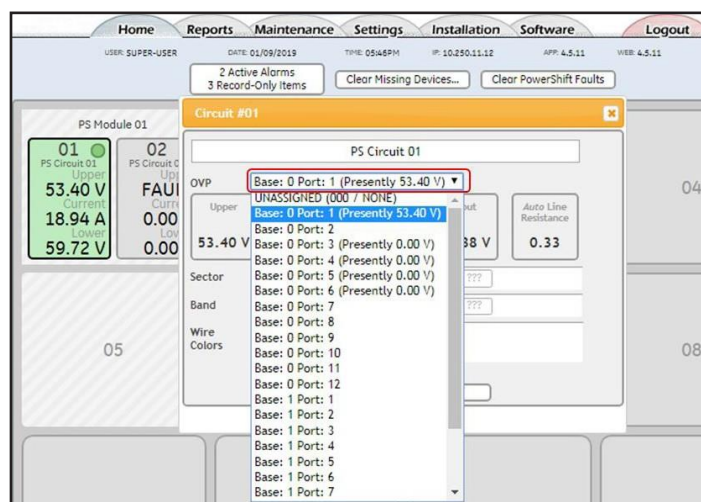 Home Reports Maintenance Settings Installation Software Logout
USER: SUPER-USER DATE: 01/09/2019 TIME: 05:46PM IP: 10.250.11.12 APP: 4.5.11 WEB: 4.5.11
2 Active Alarms
3 Record-Only Items
Clear Missing Devices...
Clear PowerShift Faults
PS Module 01
01
PS Circuit 01
Upper
53.40 V
Current
18.94 A
Lower
59.72 V
02
PS Circuit
FAU
0.00
0.00
Circuit #01
PS Circuit 01
OVP
Base: 0 Port: 1 (Presently 53.40 V)
UNASSIGNED (000 / NONE)
Base: 0 Port: 1 (Presently 53.40 V)
Base: 0 Port: 2
Base: 0 Port: 3 (Presently 0.00 V)
Base: 0 Port: 4 (Presently 0.00 V)
Base: 0 Port: 5 (Presently 0.00 V)
Base: 0 Port: 6 (Presently 0.00 V)
Base: 0 Port: 7
Base: 0 Port: 8
Base: 0 Port: 9
Base: 0 Port: 10
Base: 0 Port: 11
Base: 0 Port: 12
Base: 1 Port: 1
Base: 1 Port: 2
Base: 1 Port: 3
Base: 1 Port: 4
Base: 1 Port: 5
Base: 1 Port: 6
Base: 1 Port: 7
Upper
53.40 V
8 V
Auto Line
Resistance
0.33
Sector
???
Band
???
Wire
Colors
04
05
08